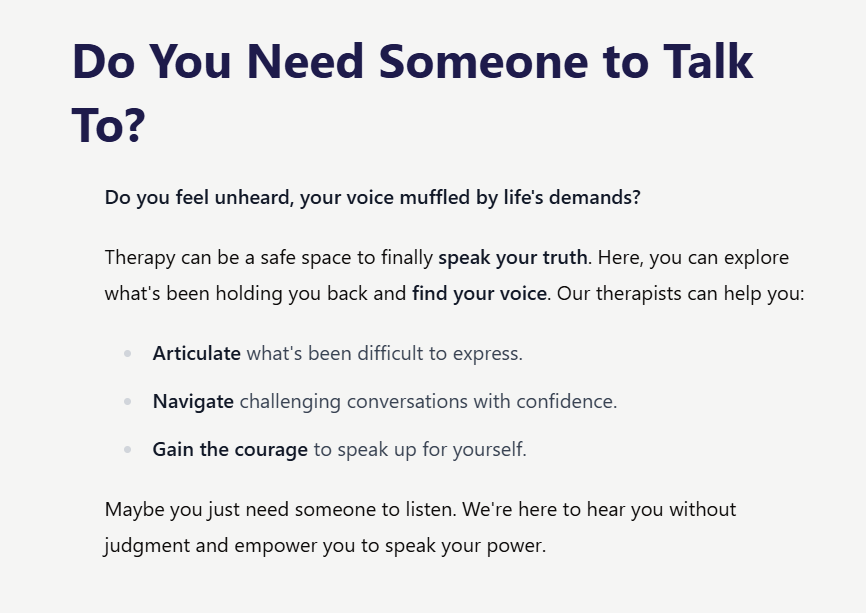 Do You Need Someone to Talk
To?
Do you feel unheard, your voice muffled by life's demands?
Therapy can be a safe space to finally speak your truth. Here, you can explore
what's been holding you back and find your voice. Our therapists can help you:
Articulate what's been difficult to express.
Navigate challenging conversations with confidence.
Gain the courage to speak up for yourself.
Maybe you just need someone to listen. We're here to hear you without
judgment and empower you to speak your power.